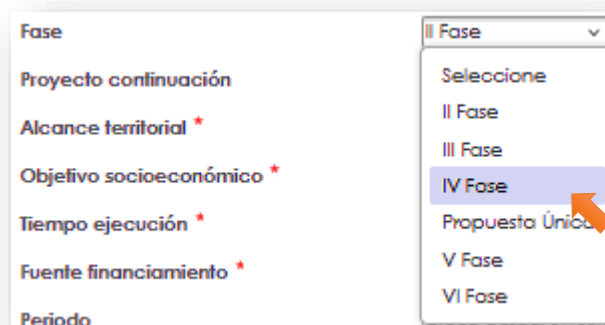 Fase
II Fase
Proyecto continuación
Seleccione
Alcance territorial *
II Fase
III Fase
Objetivo socioeconómico *
IV Fase
Tiempo ejecución *
Propuesta Única
V Fase
Fuente financiamiento *
VI Fase
Periodo